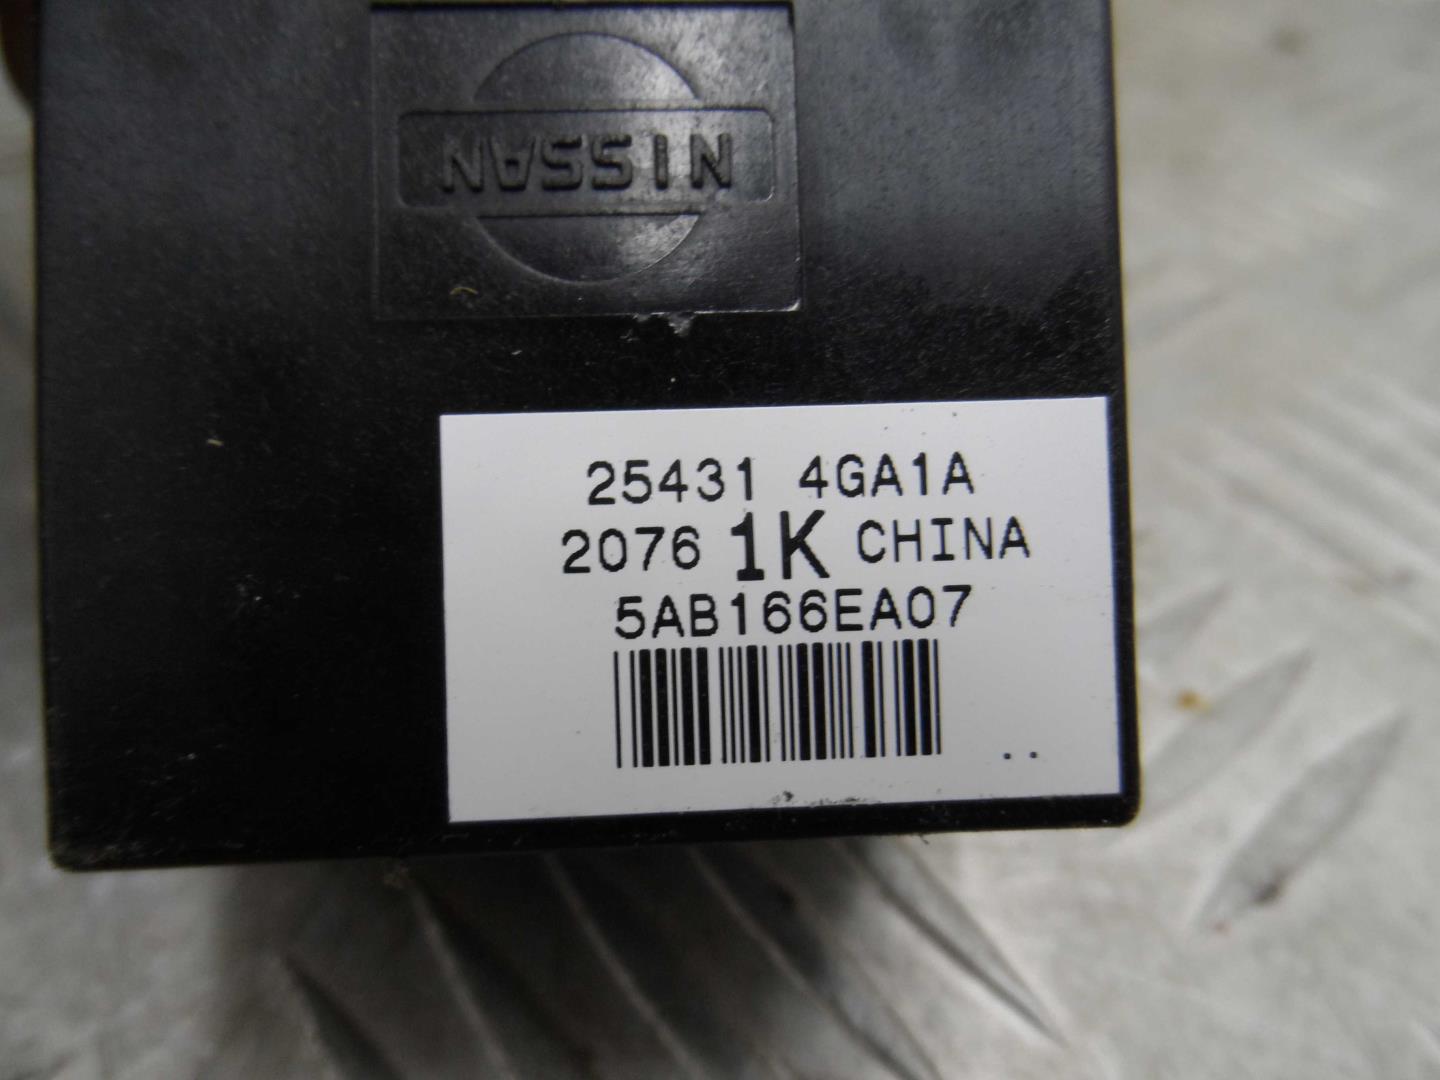 NISSAN
25431 4GA1A
2076 1K CHINA
5AB166EA07